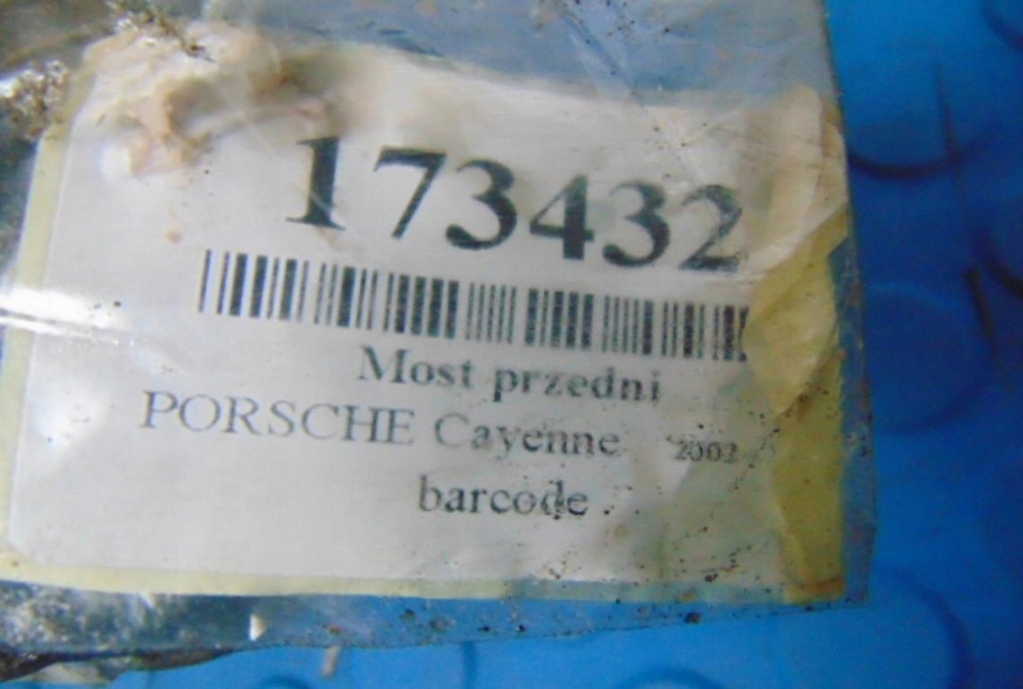 173432
Most przedni
PORSCHE Cayenne 2002
barcode